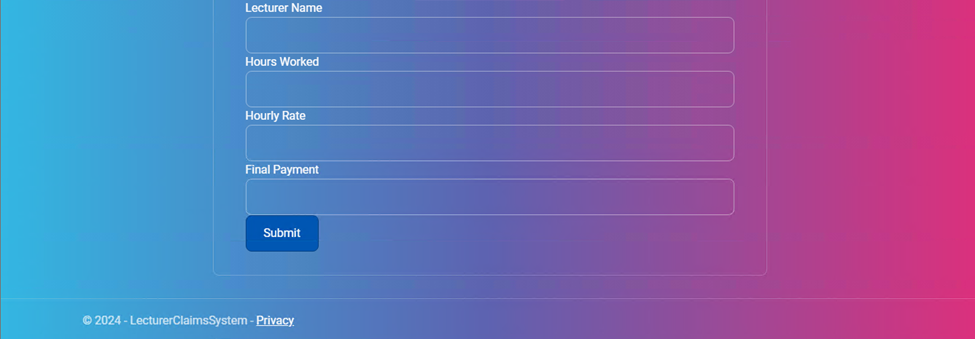 Lecturer Name
Hours Worked
Hourly Rate
Final Payment
Submit
© 2024 - LecturerClaimsSystem - Privacy